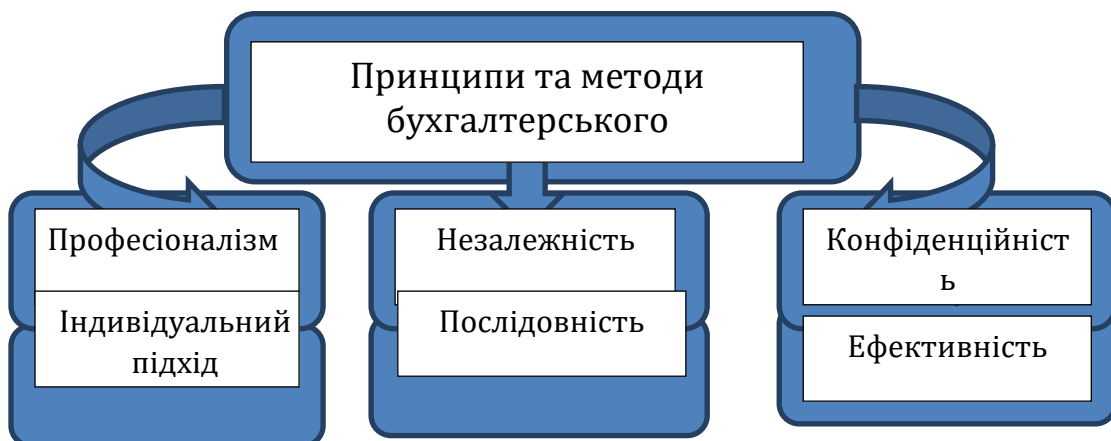 Принципи та методи
бухгалтерського
Професіоналізм
Незалежність
Конфіденційніст
ь
Індивідуальний
підхід
Послідовність
Ефективність